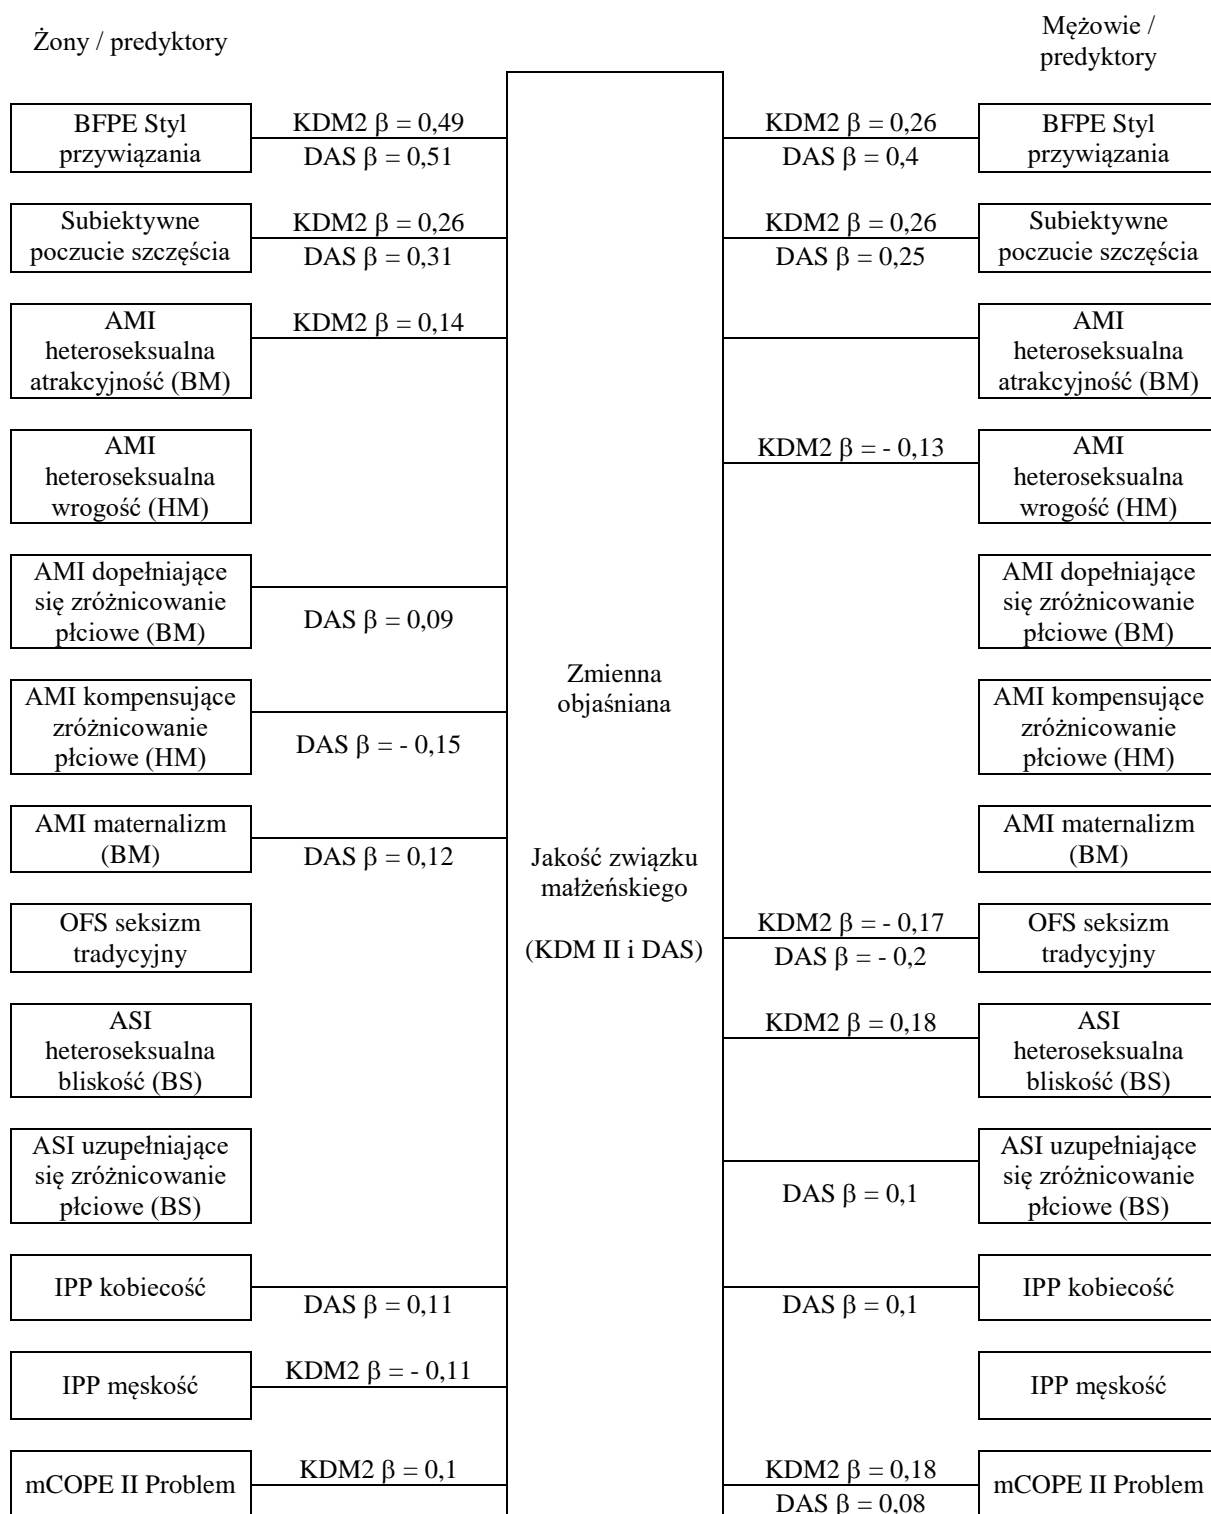 Żony / predyktory
Mężowie /
predyktory
BFPE Styl
przywiązania
KDM2 β = 0,49
DAS β = 0,51
KDM2 β = 0,26
DAS β = 0,4
BFPE Styl
przywiązania
Subiektywne
poczucie szczęścia
KDM2 β = 0,26
DAS β = 0,31
KDM2 β = 0,26
DAS β = 0,25
Subiektywne
poczucie szczęścia
AMI
heteroseksualna
atrakcyjność (BM)
KDM2 β = 0,14
AMI
heteroseksualna
atrakcyjność (BM)
AMI
heteroseksualna
wrogość (HM)
KDM2 β = - 0,13
AMI
heteroseksualna
wrogość (HM)
AMI dopełniające
się zróżnicowanie
płciowe (BM)
DAS β = 0,09
AMI dopełniające
się zróżnicowanie
płciowe (BM)
Zmienna
objaśniana
AMI kompensujące
zróżnicowanie
płciowe (HM)
DAS β = - 0,15
AMI kompensujące
zróżnicowanie
płciowe (HM)
AMI maternalizm
(BM)
DAS β = 0,12
Jakość związku
małżeńskiego
(KDM II i DAS)
AMI maternalizm
(BM)
OFS seksizm
tradycyjny
KDM2 β = - 0,17
DAS β = - 0,2
OFS seksizm
tradycyjny
ASI
heteroseksualna
bliskość (BS)
KDM2 β = 0,18
ASI
heteroseksualna
bliskość (BS)
ASI uzupełniające
się zróżnicowanie
płciowe (BS)
DAS β = 0,1
ASI uzupełniające
się zróżnicowanie
płciowe (BS)
IPP kobiecość
DAS β = 0,11
DAS β = 0,1
IPP kobiecość
IPP męskość
KDM2 β = - 0,11
IPP męskość
mCOPE II Problem
KDM2 β = 0,1
KDM2 β = 0,18
DAS β = 0,08
mCOPE II Problem